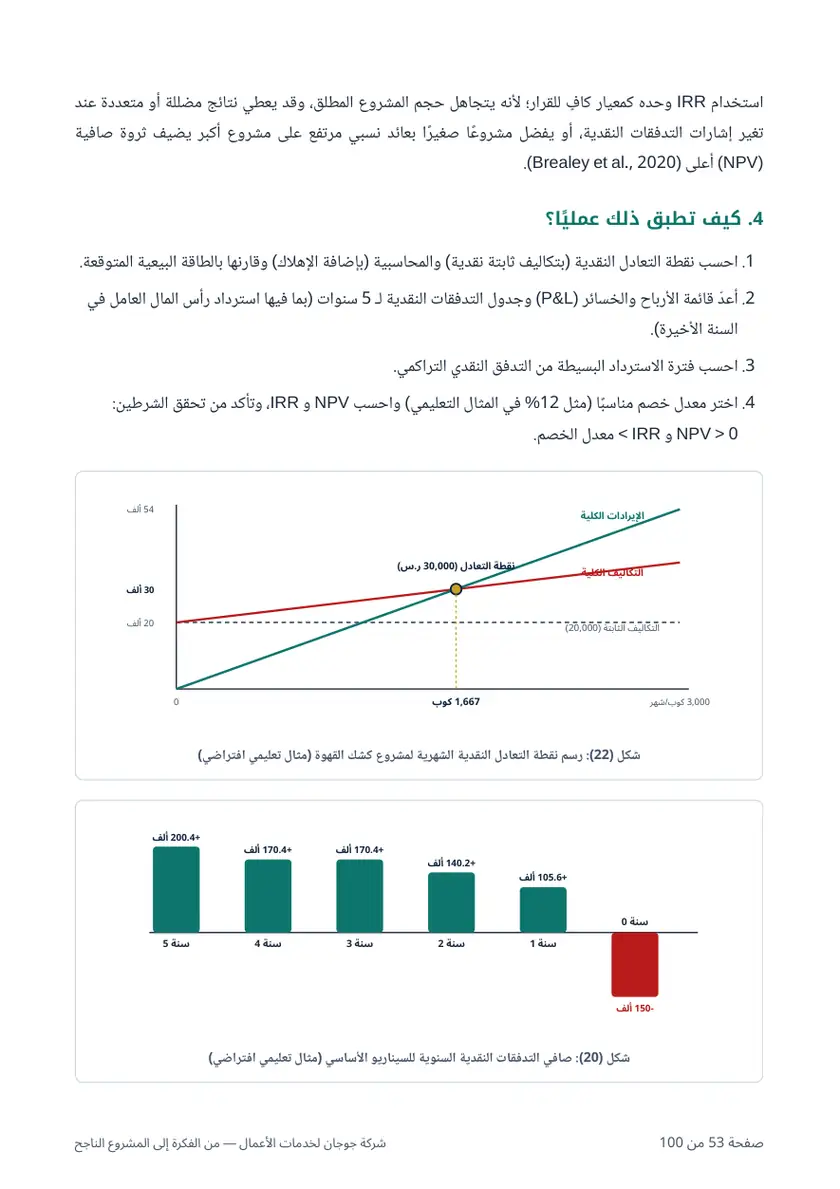 استخدام IRR وحده كمعيار كافٍ للقرار؛ لأنه يتجاهل حجم المشروع المطلق، وقد يعطي نتائج مضللة أو متعددة عند
تغير إشارات التدفقات النقدية، أو يفضل مشروعًا صغيرًا بعائد نسبي مرتفع على مشروع أكبر يضيف ثروة صافية
(NPV) أعلى (Brealey et al., 2020).
4. كيف تطبق ذلك عمليًا؟
1. احسب نقطة التعادل النقدية (بتكاليف ثابتة نقدية) والمحاسبية (بإضافة الإهلاك) وقارنها بالطاقة البيعية المتوقعة.
2. أعدّ قائمة الأرباح والخسائر (P&L) وجدول التدفقات النقدية لـ 5 سنوات (بما فيها استرداد رأس المال العامل في
السنة الأخيرة).
3. احسب فترة الاسترداد البسيطة من التدفق النقدي التراكمي.
4. اختر معدل خصم مناسبًا (مثل 12% في المثال التعليمي) واحسب NPV و IRR، وتأكد من تحقق الشرطين:
NPV > 0 و IRR > معدل الخصم.
54 ألف
الإيرادات الكلية
نقطة التعادل (30,000 ر.س)
التكاليف الكلية
30 ألف
20 ألف
التكاليف الثابتة (20,000)
0
1,667 كوب
3,000 كوب/شهر
شكل (22): رسم نقطة التعادل النقدية الشهرية لمشروع كشك القهوة (مثال تعليمي افتراضي)
+200.4 ألف
+170.4 ألف
+170.4 ألف
+140.2 ألف
+105.6 ألف
سنة 0
سنة 1
سنة 2
سنة 3
سنة 4
سنة 5
-150 ألف
شكل (20): صافي التدفقات النقدية السنوية للسيناريو الأساسي (مثال تعليمي افتراضي)
صفحة 53 من 100
شركة جوجان لخدمات الأعمال — من الفكرة إلى المشروع الناجح